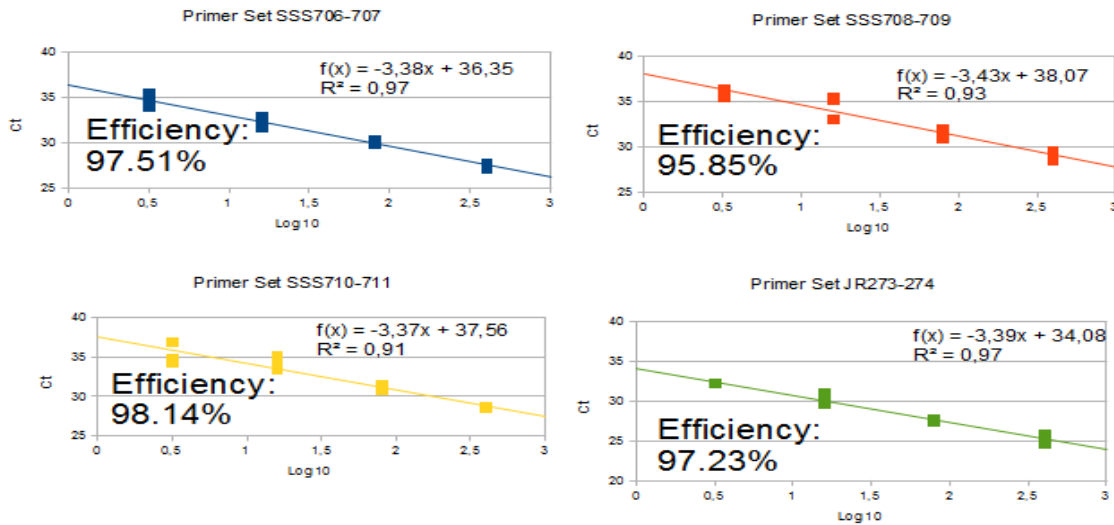 Primer Set SSS706-707
40
35
30
25
Ct
f(x) = -3,38x + 36,35
R² = 0,97
Efficiency:
97.51%
0 0,5 1 1,5 2 2,5 3
Log10
Primer Set SSS708-709
40
35
30
25
Ct
f(x) = -3,43x + 38,07
R² = 0,93
Efficiency:
95.85%
0 0,5 1 1,5 2 2,5 3
Log10
Primer Set SSS710-711
40
35
30
25
Ct
f(x) = -3,37x + 37,56
R² = 0,91
Efficiency:
98.14%
0 0,5 1 1,5 2 2,5 3
Log10
Primer Set JR273-274
40
35
30
25
20
Ct
f(x) = -3,39x + 34,08
R² = 0,97
Efficiency:
97.23%
0 0,5 1 1,5 2 2,5 3
Log10